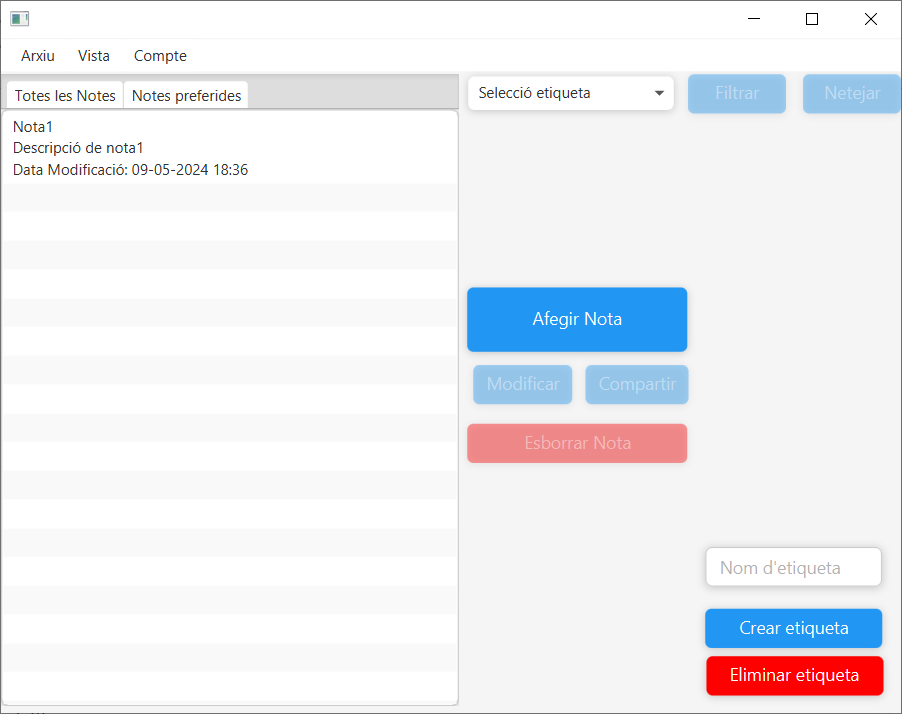 Arxiu Vista Compte
Totes les Notes Notes preferides
Selecció etiqueta Filtrar Netejar
Nota1
Descripció de nota1
Data Modificació: 09-05-2024 18:36
Afegir Nota
Modificar Compartir
Esborrar Nota
Nom d'etiqueta
Crear etiqueta
Eliminar etiqueta